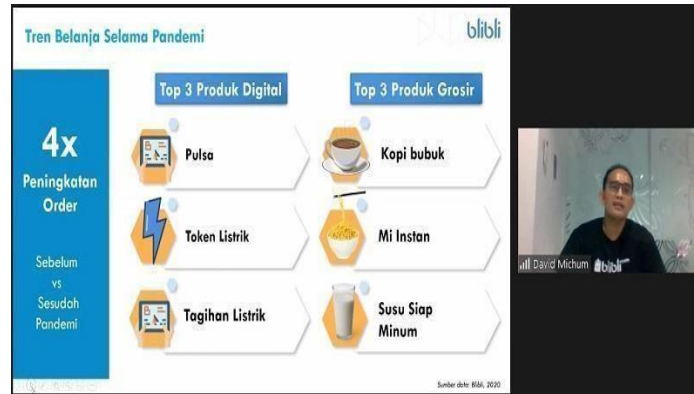 Tren Belanja Selama Pandemi
blibli
4x
Peningkatan
Order
Sebelum
vs
Sesudah
Pandemi
Top 3 Produk Digital
Pulsa
Token Listrik
Tagihan Listrik
Top 3 Produk Grosir
Kopi bubuk
Mi Instan
Susu Siap
Minum
Sumber data: Blibli, 2020
David Michum
blibli